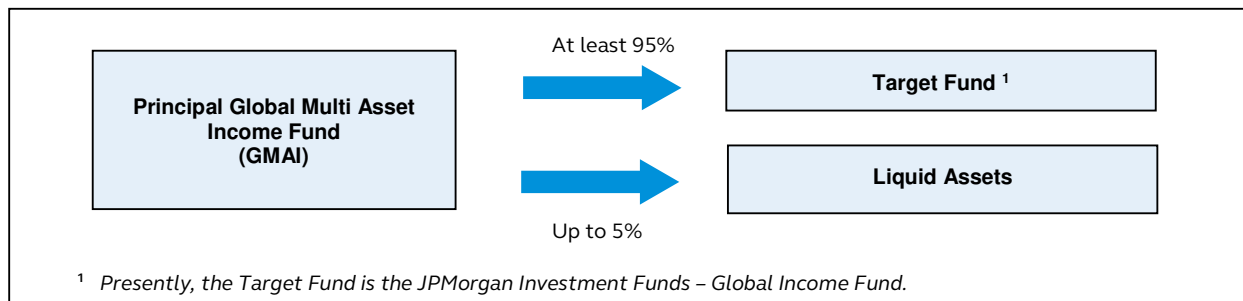 At least 95%
Principal Global Multi Asset
Income Fund
(GMAI)
Target Fund ¹
Liquid Assets
Up to 5%
¹ Presently, the Target Fund is the JPMorgan Investment Funds – Global Income Fund.